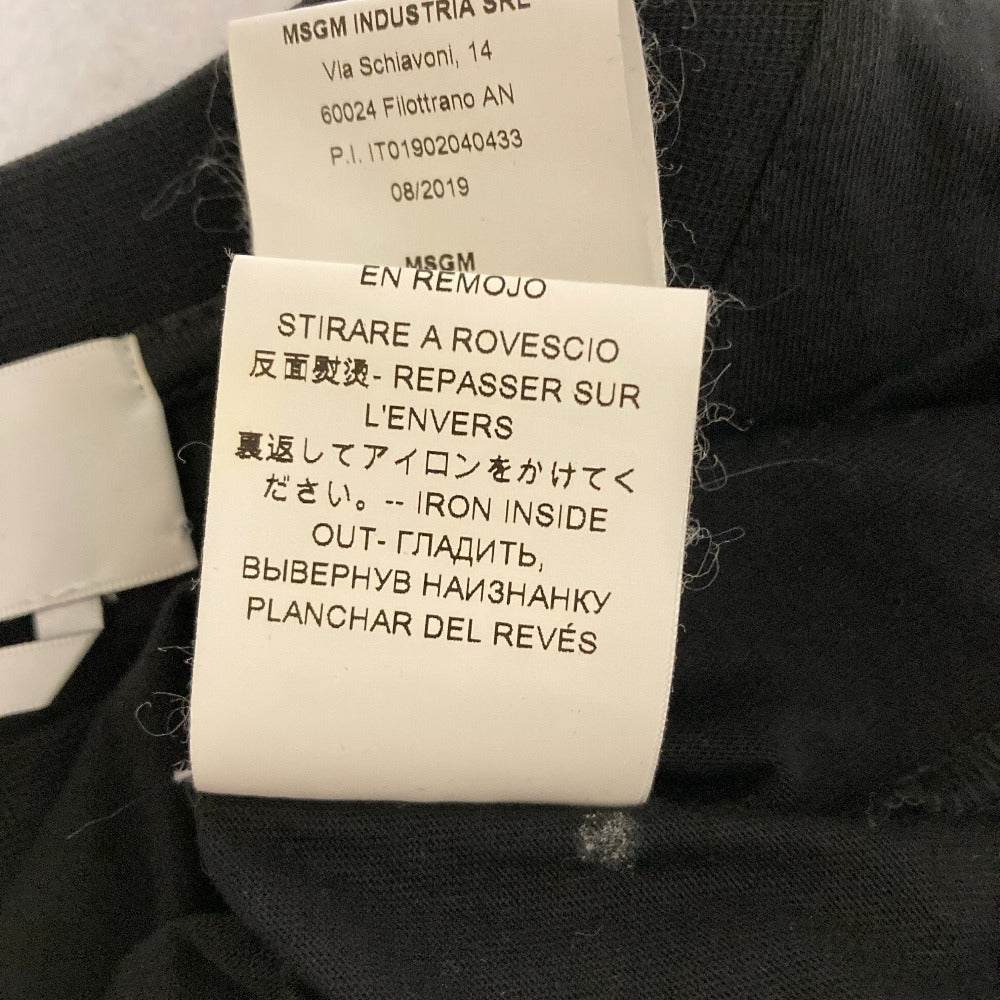 MSGM INDUSTRIA SRL
Via Schiavoni, 14
60024 Filottrano AN
P.I. IT01902040433
08/2019
MSGM
EN REMOJO
STIRARE A ROVESCIO
反面熨烫- REPASSER SUR
L'ENVERS
裏返してアイロンをかけてく
ださい。-- IRON INSIDE
OUT- ГЛАДИТЬ,
ВЫВЕРНУВ НАИЗНАНКУ
PLANCHAR DEL REVÉS